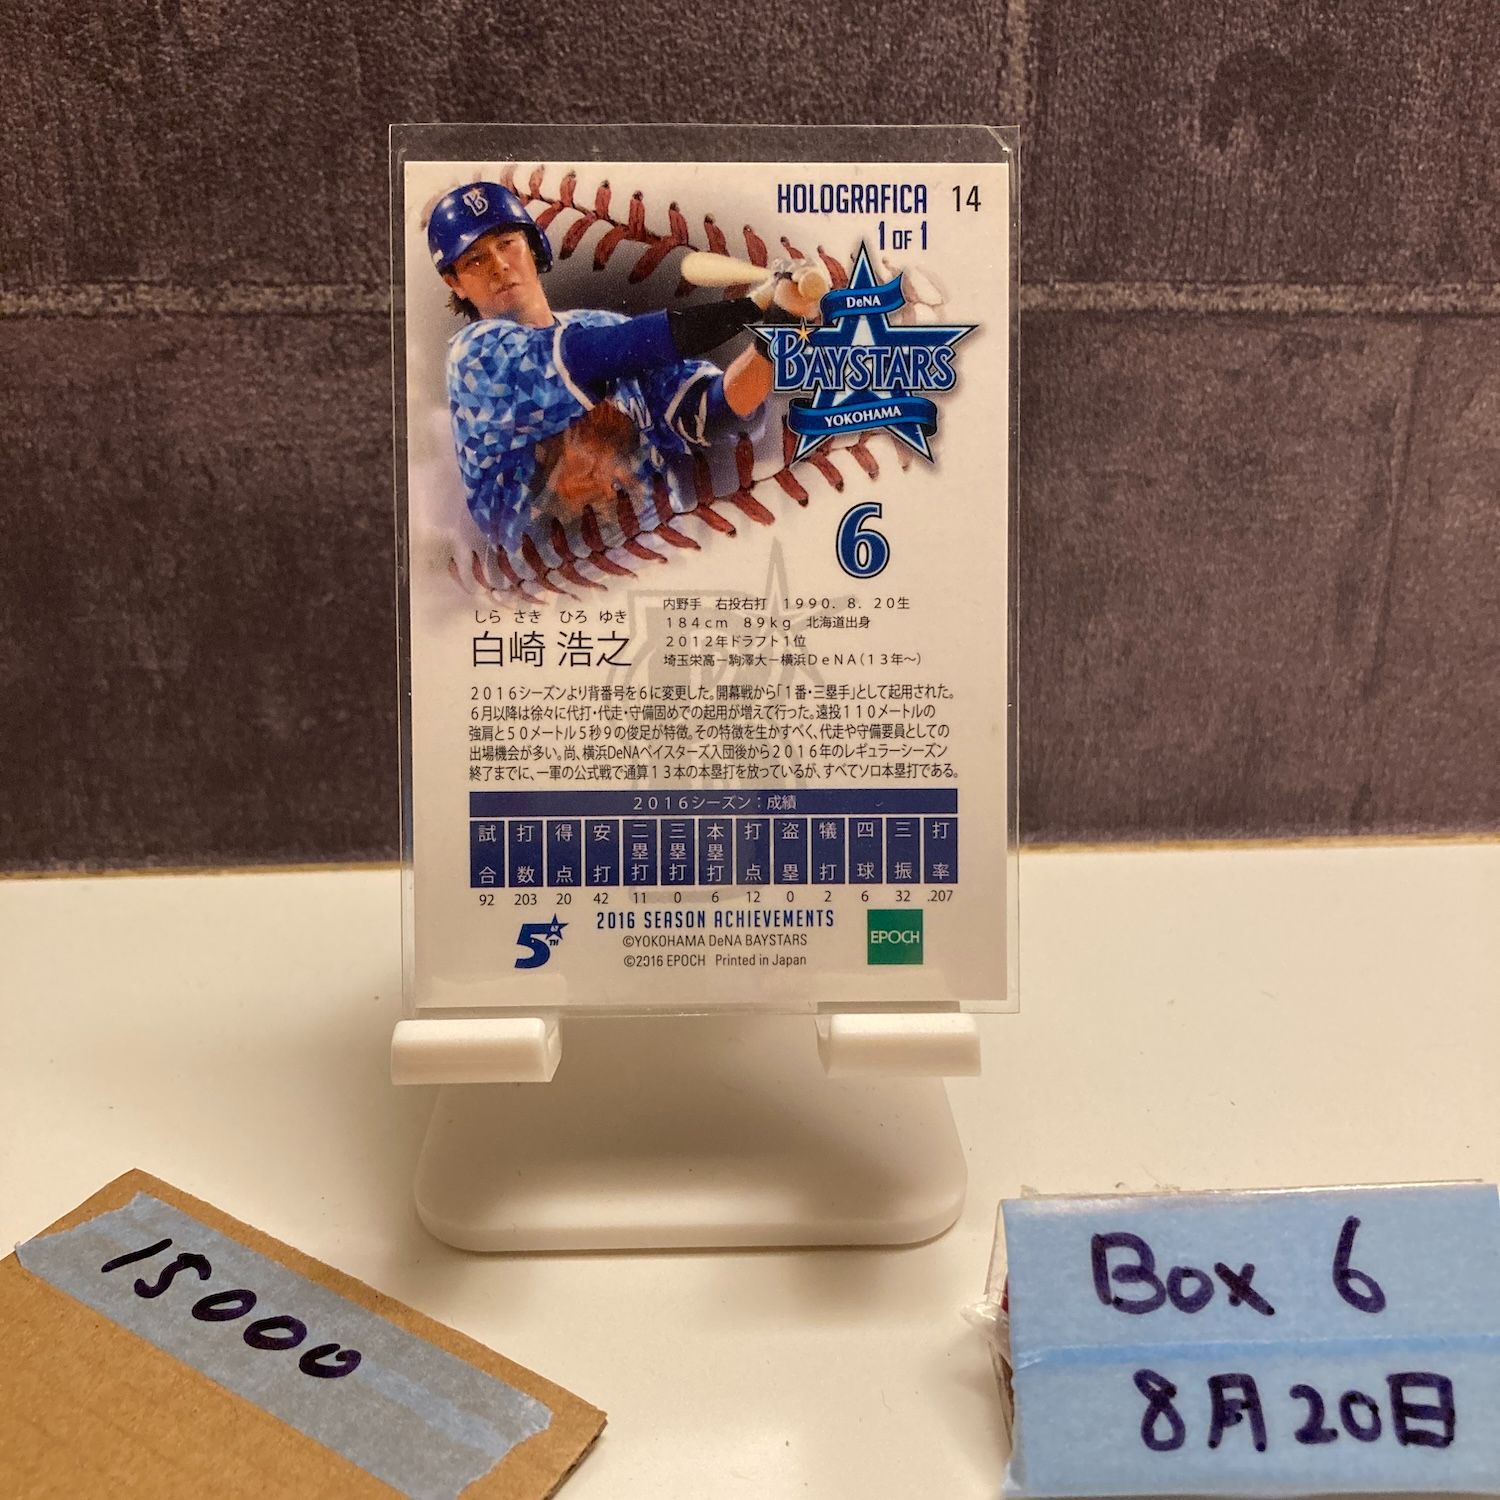 HOLOGRAFICA 14
1 OF 1
DeNA
BAYSTARS
YOKOHAMA
6
しら さき ひろ ゆき
白崎 浩之
内野手 右投右打 1990. 8. 20生
184cm 89kg 北海道出身
2012年ドラフト1位
埼玉栄高－駒澤大－横浜DeNA(13年〜)
2016シーズンより背番号を6に変更した。開幕戦から「1番・三塁手」として起用された。
6月以降は徐々に代打・代走・守備固めでの起用が増えて行った。遠投110メートルの
強肩と50メートル5秒9の俊足が特徴。その特徴を生かすべく、代走や守備要員としての
出場機会が多い。尚、横浜DeNAベイスターズ入団後から2016年のレギュラーシーズン
終了までに、一軍の公式戦で通算13本の本塁打を放っているが、すべてソロ本塁打である。
2016シーズン：成績
試合 打数 得点 安打 二塁打 三塁打 本塁打 打点 盗塁 犠打 四球 三振 打率
92 203 20 42 11 0 6 12 0 2 6 32 .207
5TH
2016 SEASON ACHIEVEMENTS
©YOKOHAMA DeNA BAYSTARS
©2016 EPOCH Printed in Japan
EPOCH
15000
Box 6
8月20日